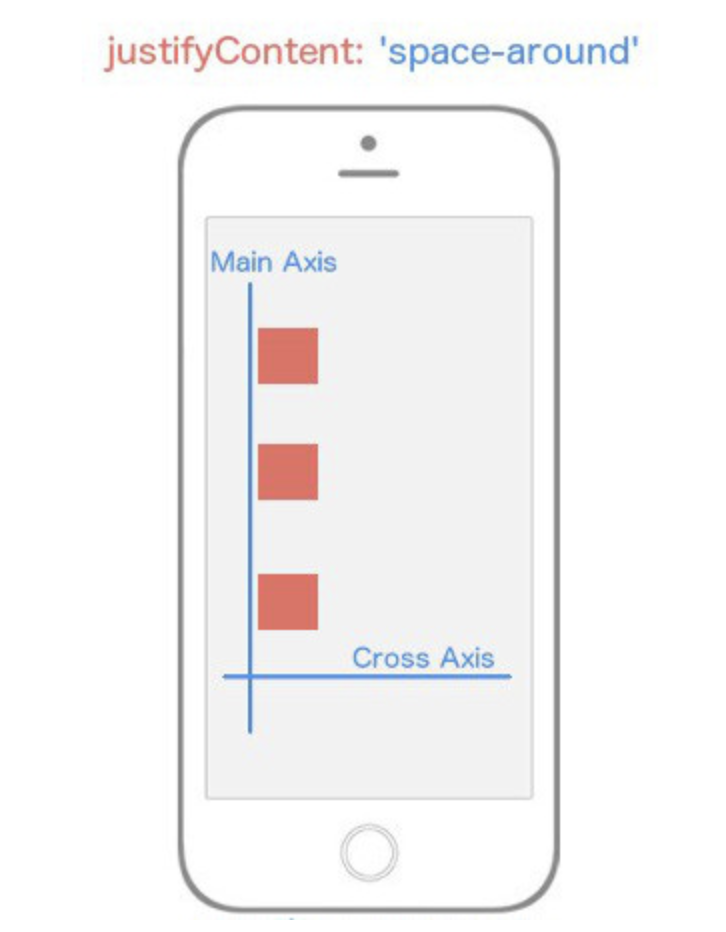 justifyContent: 'space-around'
Main Axis
Cross Axis